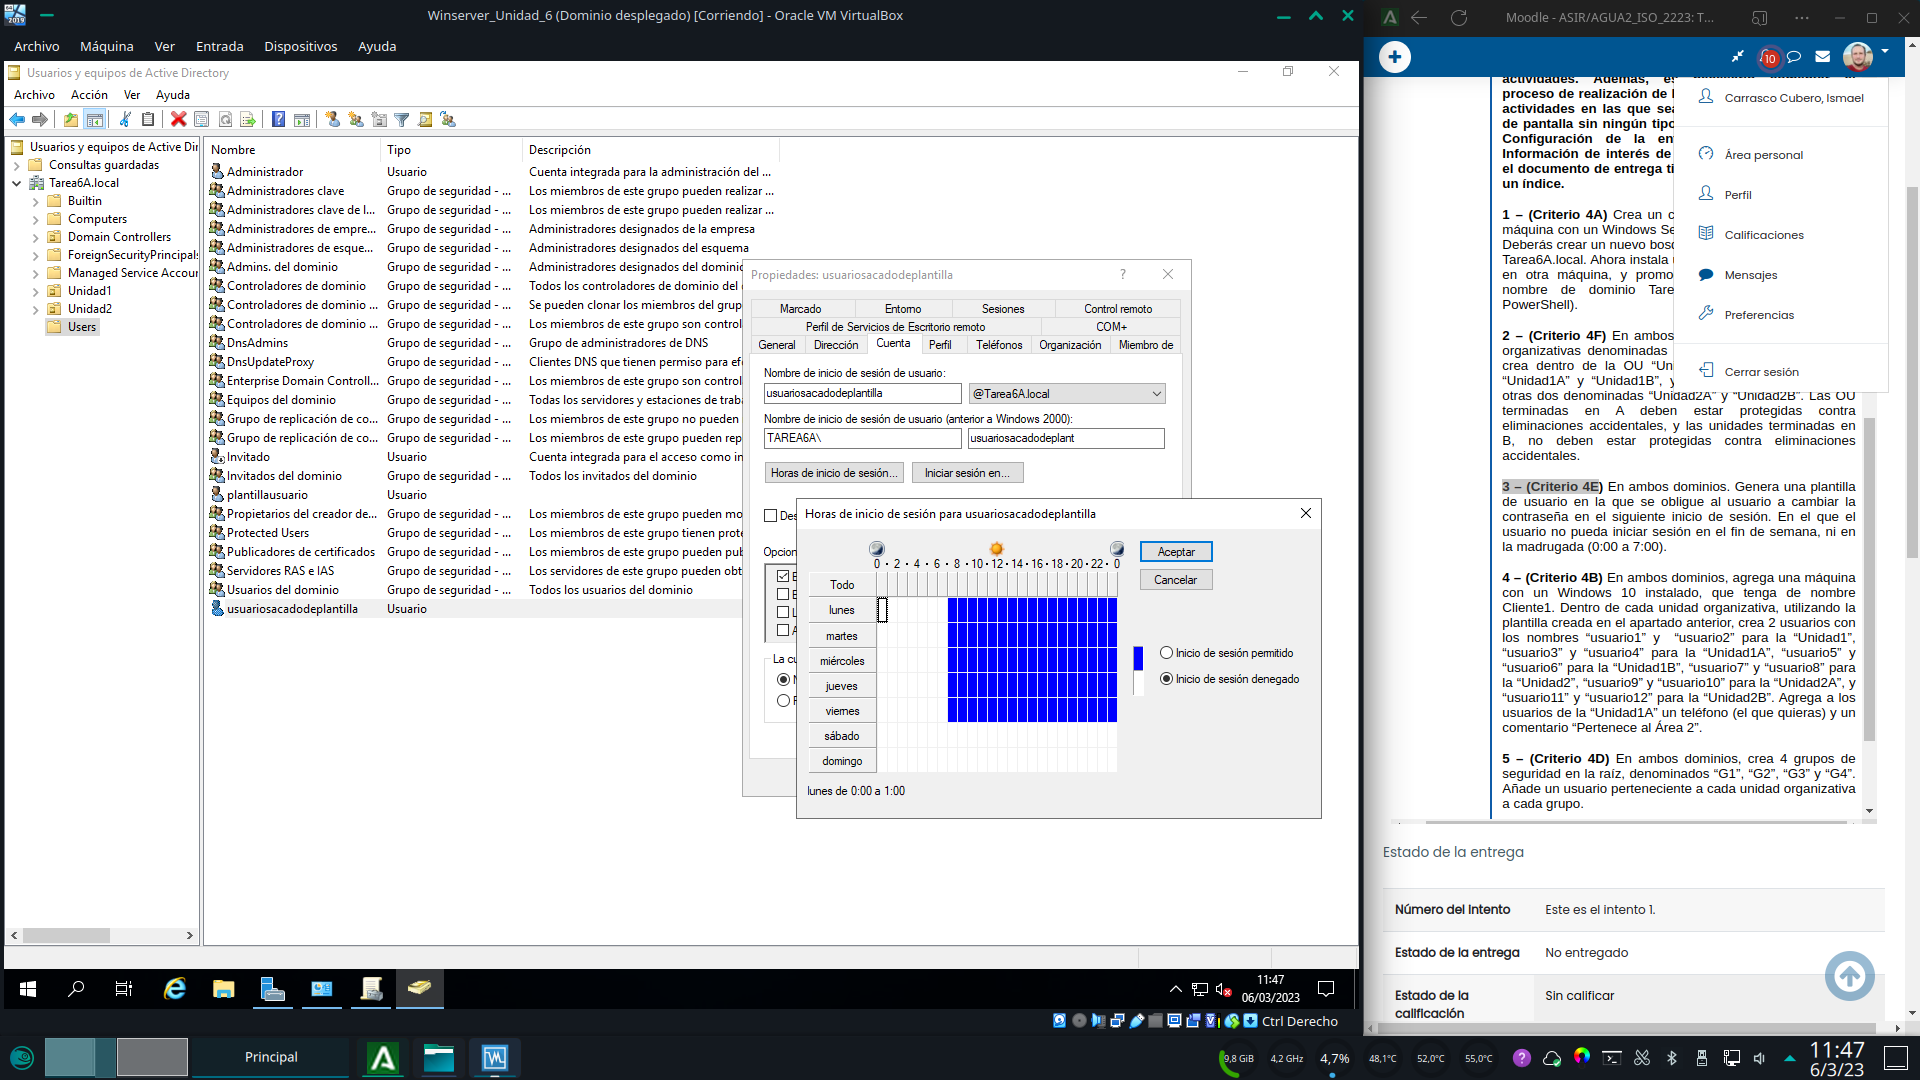 Winserver_Unidad_6 (Dominio desplegado) [Corriendo] - Oracle VM VirtualBox
Archivo Máquina Ver Entrada Dispositivos Ayuda
Usuarios y equipos de Active Directory
Archivo Acción Ver Ayuda
Usuarios y equipos de Active Dir
Consultas guardadas
Tarea6A.local
Builtin
Computers
Domain Controllers
ForeignSecurityPrincipals
Managed Service Accour
Unidad1
Unidad2
Users
Nombre Tipo Descripción
Administrador Usuario Cuenta integrada para la administración del ...
Administradores clave Grupo de seguridad - ... Los miembros de este grupo pueden realizar ...
Administradores clave de l... Grupo de seguridad - ... Los miembros de este grupo pueden realizar ...
Administradores de empre... Grupo de seguridad - ... Administradores designados de la empresa
Administradores de esque... Grupo de seguridad - ... Administradores designados del esquema
Admins. del dominio Grupo de seguridad - ... Administradores designados del dominio
Controladores de dominio Grupo de seguridad - ... Todos los controladores de dominio del
Controladores de dominio ... Grupo de seguridad - ... Se pueden clonar los miembros del grup
Controladores de dominio ... Grupo de seguridad - ... Los miembros de este grupo son control
DnsAdmins Grupo de seguridad - ... Grupo de administradores de DNS
DnsUpdateProxy Grupo de seguridad - ... Clientes DNS que tienen permiso para efe
Enterprise Domain Controll... Grupo de seguridad - ... Los miembros de este grupo son control
Equipos del dominio Grupo de seguridad - ... Todas los servidores y estaciones de traba
Grupo de replicación de co... Grupo de seguridad - ... Los miembros de este grupo no pueden
Grupo de replicación de co... Grupo de seguridad - ... Los miembros de este grupo pueden rep
Invitado Usuario Cuenta integrada para el acceso como in
Invitados del dominio Grupo de seguridad - ... Todos los invitados del dominio
plantillausuario Usuario
Propietarios del creador de... Grupo de seguridad - ... Los miembros de este grupo pueden mo
Protected Users Grupo de seguridad - ... Los miembros de este grupo tienen prote
Publicadores de certificados Grupo de seguridad - ... Los miembros de este grupo pueden pub
Servidores RAS e IAS Grupo de seguridad - ... Los servidores de este grupo pueden obt
Usuarios del dominio Grupo de seguridad - ... Todos los usuarios del dominio
usuariosacadodeplantilla Usuario
Propiedades: usuariosacadodeplantilla ?
Marcado Entorno Sesiones Control remoto
Perfil de Servicios de Escritorio remoto COM+
General Dirección Cuenta Perfil Teléfonos Organización Miembro de
Nombre de inicio de sesión de usuario:
usuariosacadodeplantilla @Tarea6A.local
Nombre de inicio de sesión de usuario (anterior a Windows 2000):
TAREA6A\ usuariosacadodeplant
Horas de inicio de sesión... Iniciar sesión en...
Des
Opcion
La cu
Horas de inicio de sesión para usuariosacadodeplantilla
0 · 2 · 4 · 6 · 8 · 10 · 12 · 14 · 16 · 18 · 20 · 22 · 0
Todo
lunes
martes
miércoles
jueves
viernes
sábado
domingo
Aceptar
Cancelar
Inicio de sesión permitido
Inicio de sesión denegado
lunes de 0:00 a 1:00
11:47
06/03/2023
Ctrl Derecho
Moodle - ASIR/AGUA2_ISO_2223: T...
10
Carrasco Cubero, Ismael
Área personal
Perfil
Calificaciones
Mensajes
Preferencias
Cerrar sesión
proceso de realización de l
actividades en las que sea
de pantalla sin ningún tipo
Configuración de la en
Información de interés de
el documento de entrega ti
un índice.
1 – (Criterio 4A) Crea un c
máquina con un Windows Se
Deberás crear un nuevo bosq
Tarea6A.local. Ahora instala
en otra máquina, y promo
nombre de dominio Tare
PowerShell).
2 – (Criterio 4F) En ambos
organizativas denominadas
crea dentro de la OU “Un
“Unidad1A” y “Unidad1B”, y
otras dos denominadas “Unidad2A” y “Unidad2B”. Las OU
terminadas en A deben estar protegidas contra
eliminaciones accidentales, y las unidades terminadas en
B, no deben estar protegidas contra eliminaciones
accidentales.
3 – (Criterio 4E) En ambos dominios. Genera una plantilla
de usuario en la que se obligue al usuario a cambiar la
contraseña en el siguiente inicio de sesión. En el que el
usuario no pueda iniciar sesión en el fin de semana, ni en
la madrugada (0:00 a 7:00).
4 – (Criterio 4B) En ambos dominios, agrega una máquina
con un Windows 10 instalado, que tenga de nombre
Cliente1. Dentro de cada unidad organizativa, utilizando la
plantilla creada en el apartado anterior, crea 2 usuarios con
los nombres “usuario1” y “usuario2” para la “Unidad1”,
“usuario3” y “usuario4” para la “Unidad1A”, “usuario5” y
“usuario6” para la “Unidad1B”, “usuario7” y “usuario8” para
la “Unidad2”, “usuario9” y “usuario10” para la “Unidad2A”, y
“usuario11” y “usuario12” para la “Unidad2B”. Agrega a los
usuarios de la “Unidad1A” un teléfono (el que quieras) y un
comentario “Pertenece al Área 2”.
5 – (Criterio 4D) En ambos dominios, crea 4 grupos de
seguridad en la raíz, denominados “G1”, “G2”, “G3” y “G4”.
Añade un usuario perteneciente a cada unidad organizativa
a cada grupo.
Estado de la entrega
Número del Intento Este es el intento 1.
Estado de la entrega No entregado
Estado de la calificación Sin calificar
Principal
9,8 GiB 4,2 GHz 4,7% 48,1°C 52,0°C 55,0°C
11:47
6/3/23